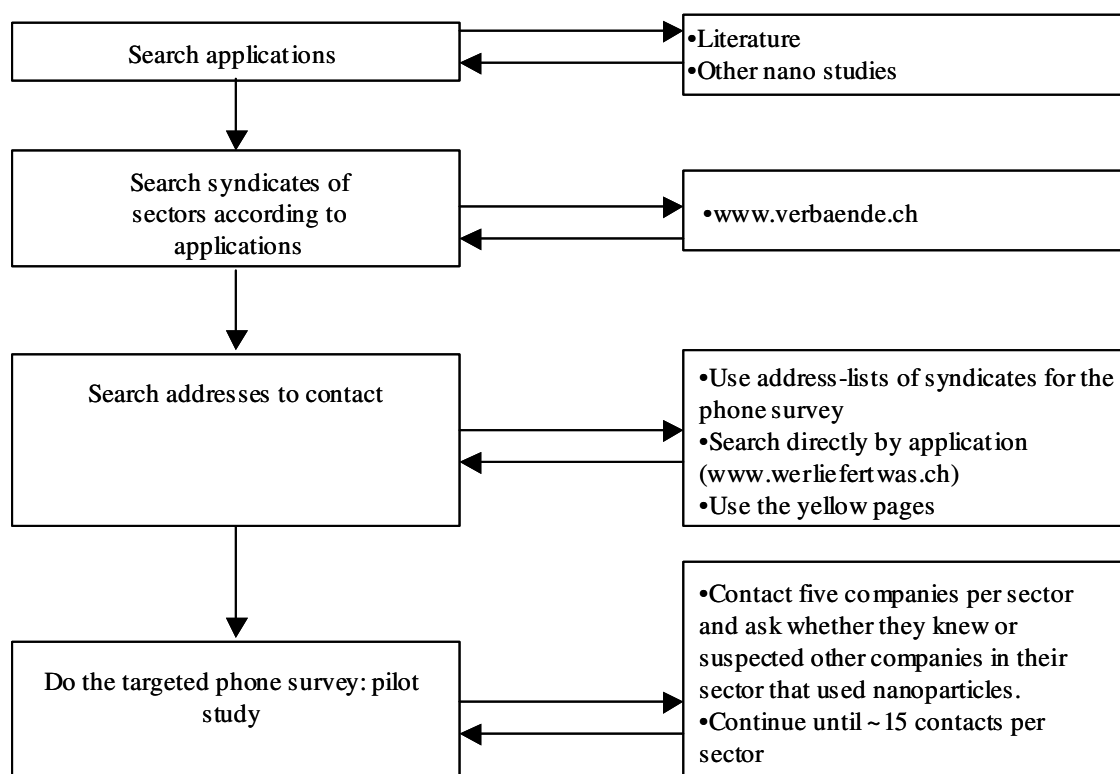 Search applications
•Literature
•Other nano studies
Search syndicates of
sectors according to
applications
•www.verbaende.ch
Search addresses to contact
•Use address-lists of syndicates for the
phone survey
•Search directly by application
(www.werliefertwas.ch)
•Use the yellow pages
Do the targeted phone survey: pilot
study
•Contact five companies per sector
and ask whether they knew or
suspected other companies in their
sector that used nanoparticles.
•Continue until ~15 contacts per
sector